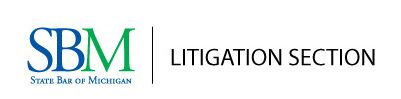 SBM
STATE BAR OF MICHIGAN
LITIGATION SECTION